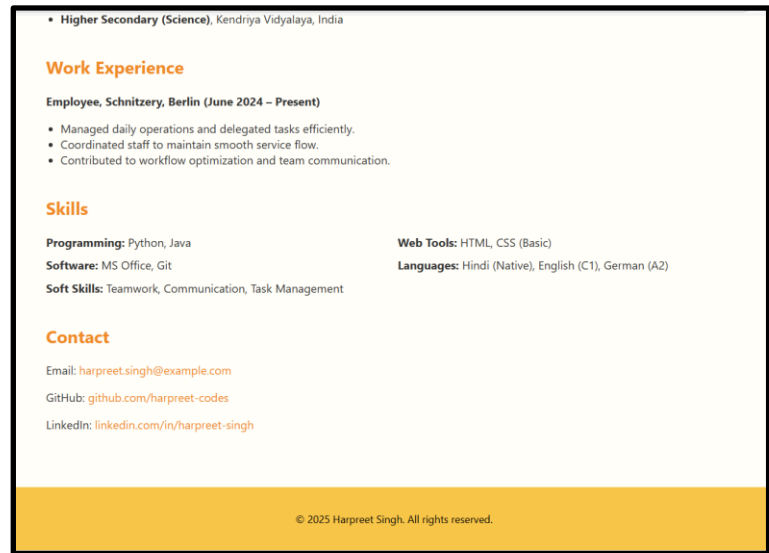 • Higher Secondary (Science), Kendriya Vidyalaya, India
Work Experience
Employee, Schnitzery, Berlin (June 2024 – Present)
• Managed daily operations and delegated tasks efficiently.
• Coordinated staff to maintain smooth service flow.
• Contributed to workflow optimization and team communication.
Skills
Programming: Python, Java
Web Tools: HTML, CSS (Basic)
Software: MS Office, Git
Languages: Hindi (Native), English (C1), German (A2)
Soft Skills: Teamwork, Communication, Task Management
Contact
Email: harpreet.singh@example.com
GitHub: github.com/harpreet-codes
LinkedIn: linkedin.com/in/harpreet-singh
© 2025 Harpreet Singh. All rights reserved.